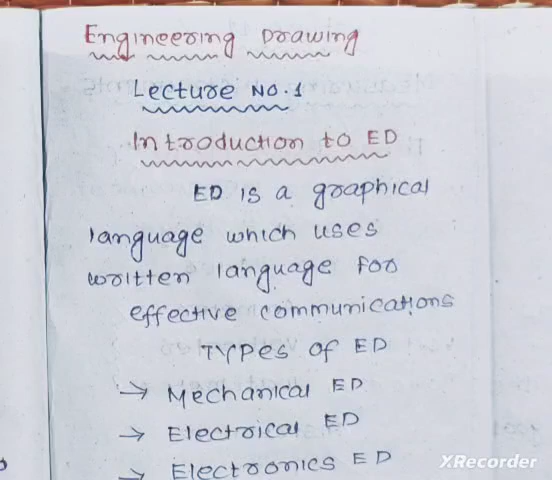 Engineering Drawing
Lecture No. 1
Introduction to ED
ED is a graphical
language which uses
written language for
effective communications
Types of ED
→ Mechanical ED
→ Electrical ED
→ Electronics ED
XRecorder